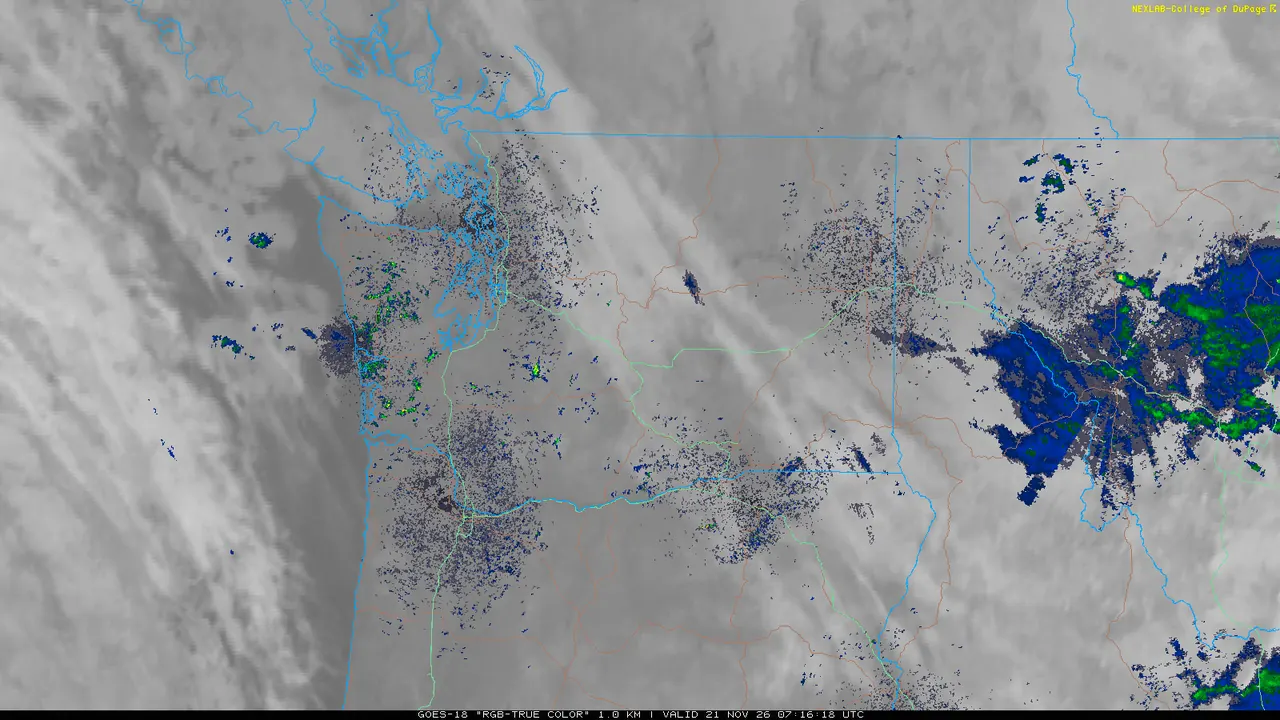 NEXLAB-College of DuPage
GOES-18 "RGB-TRUE COLOR" 1.0 KM | VALID 21 NOV 26 07:16:18 UTC